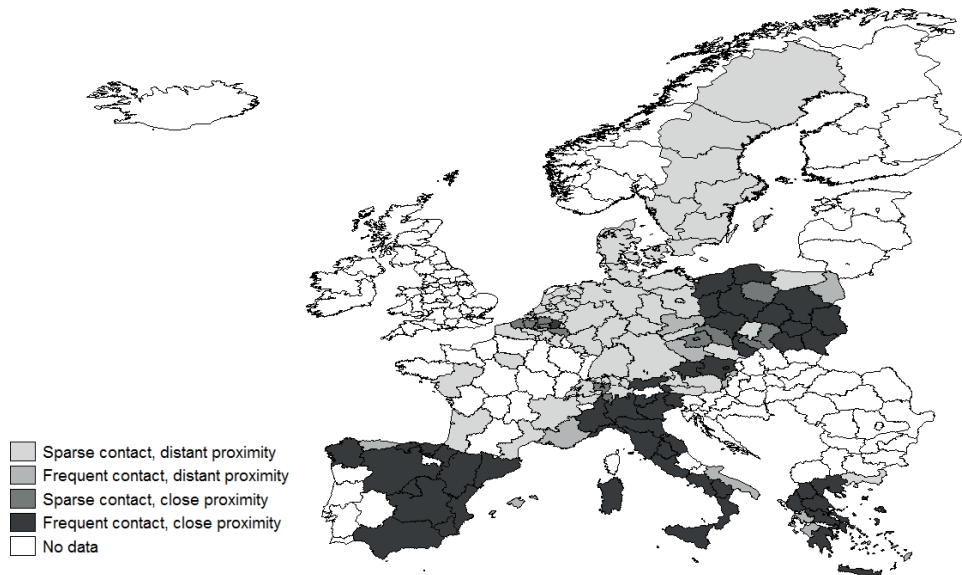 Sparse contact, distant proximity
Frequent contact, distant proximity
Sparse contact, close proximity
Frequent contact, close proximity
No data